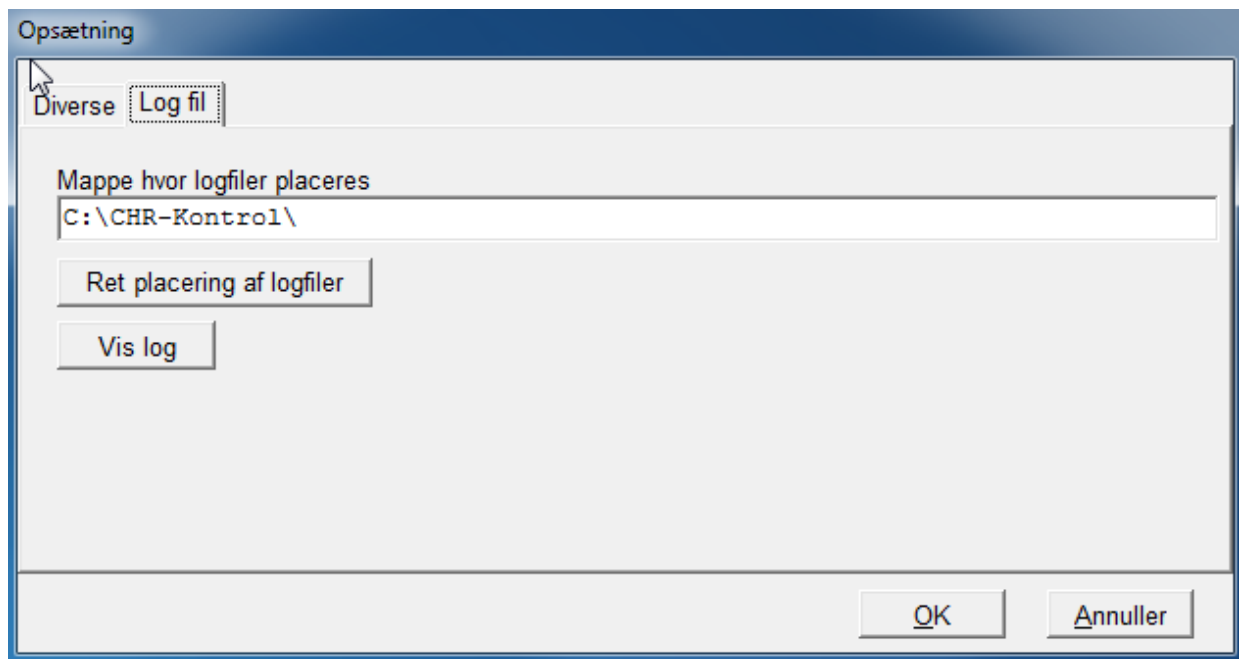 Opsætning
Diverse Log fil
Mappe hvor logfiler placeres
C:\CHR-Kontrol\
Ret placering af logfiler
Vis log
OK Annuller